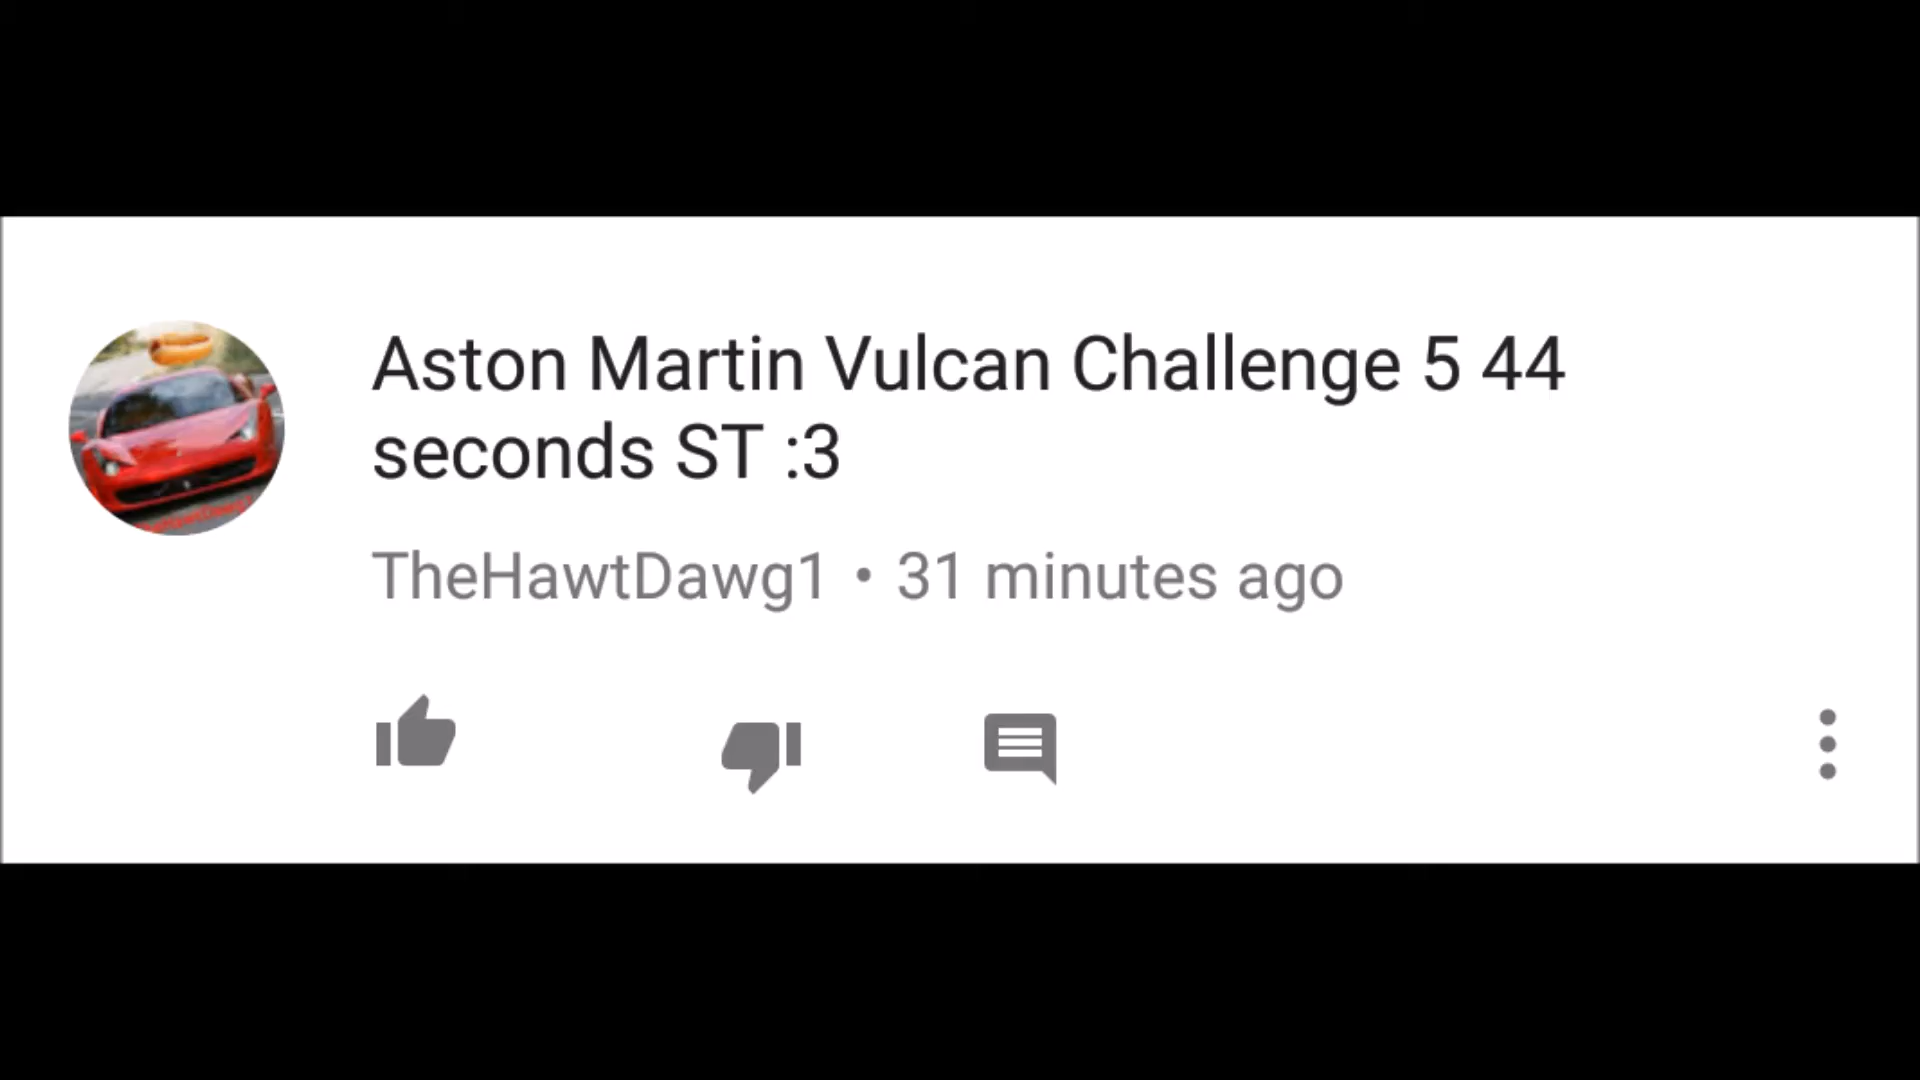 Aston Martin Vulcan Challenge 5 44
seconds ST :3
TheHawtDawg1 • 31 minutes ago